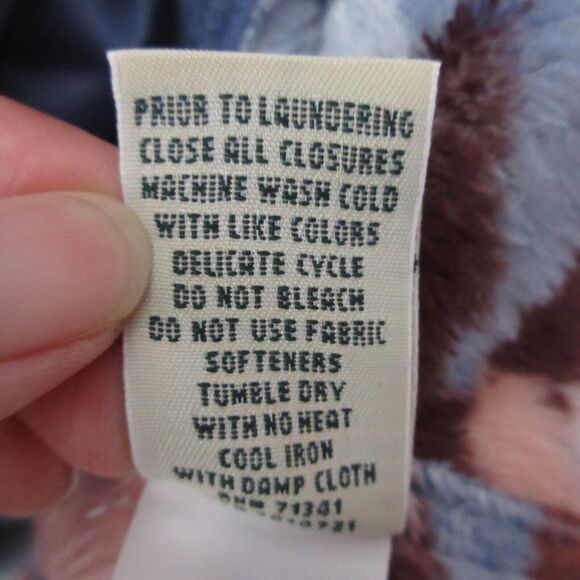 PRIOR TO LAUNDERING
CLOSE ALL CLOSURES
MACHINE WASH COLD
WITH LIKE COLORS
DELICATE CYCLE
DO NOT BLEACH
DO NOT USE FABRIC
SOFTENERS
TUMBLE DRY
WITH NO HEAT
COOL IRON
WITH DAMP CLOTH
71341